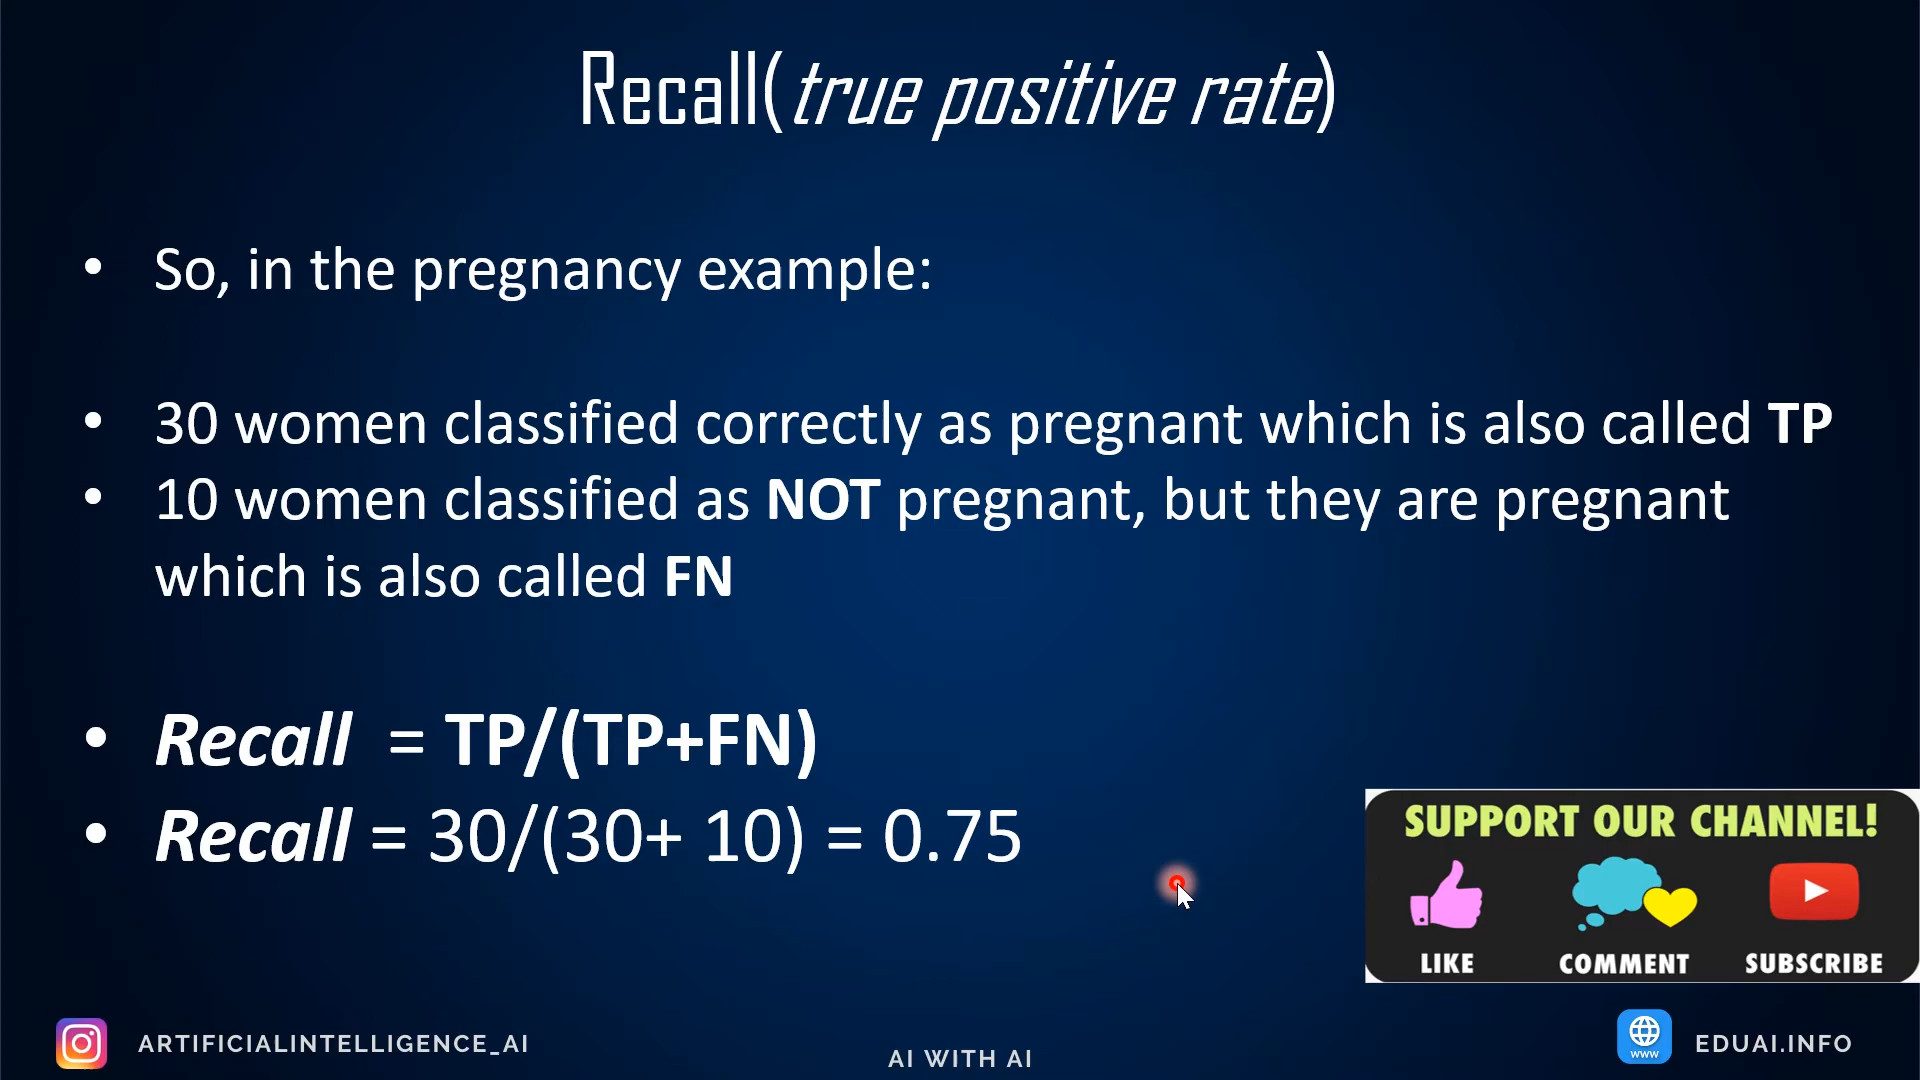 Recall(true positive rate)
• So, in the pregnancy example:
• 30 women classified correctly as pregnant which is also called TP
• 10 women classified as NOT pregnant, but they are pregnant
which is also called FN
• Recall = TP/(TP+FN)
• Recall = 30/(30+ 10) = 0.75
SUPPORT OUR CHANNEL!
LIKE COMMENT SUBSCRIBE
ARTIFICIALINTELLIGENCE_AI
AI WITH AI
WWW
EDUAI.INFO